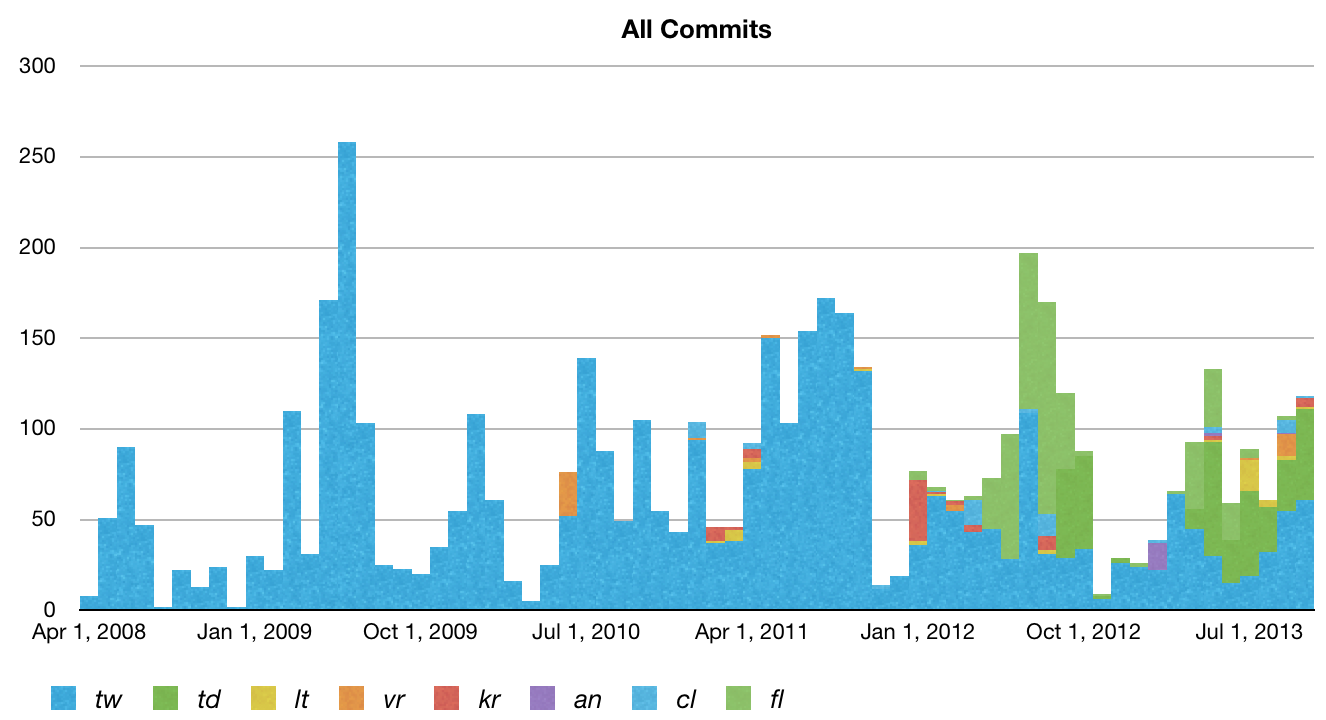 All Commits
300
250
200
150
100
50
0
Apr 1, 2008 Jan 1, 2009 Oct 1, 2009 Jul 1, 2010 Apr 1, 2011 Jan 1, 2012 Oct 1, 2012 Jul 1, 2013
tw td lt vr kr an cl fl